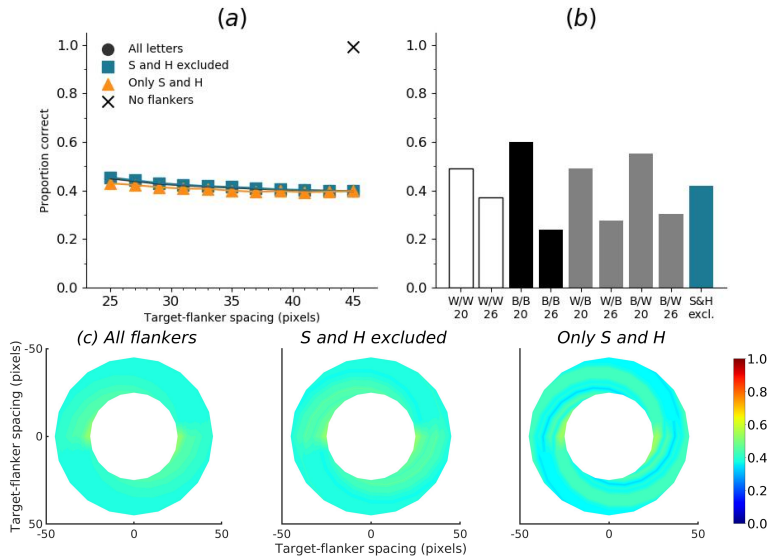 (a)
1.0
0.8
0.6
0.4
0.2
0.0
Proportion correct
All letters
S and H excluded
Only S and H
No flankers
25 30 35 40 45
Target-flanker spacing (pixels)
(b)
1.0
0.8
0.6
0.4
0.2
0.0
W/W W/W B/B B/B W/B W/B B/W B/W S&H
20 26 20 26 20 26 20 26 excl.
(c) All flankers
S and H excluded
Only S and H
Target-flanker spacing (pixels)
-50
0
50
-50 0 50
-50 0 50
-50 0 50
Target-flanker spacing (pixels)
1.0
0.8
0.6
0.4
0.2
0.0